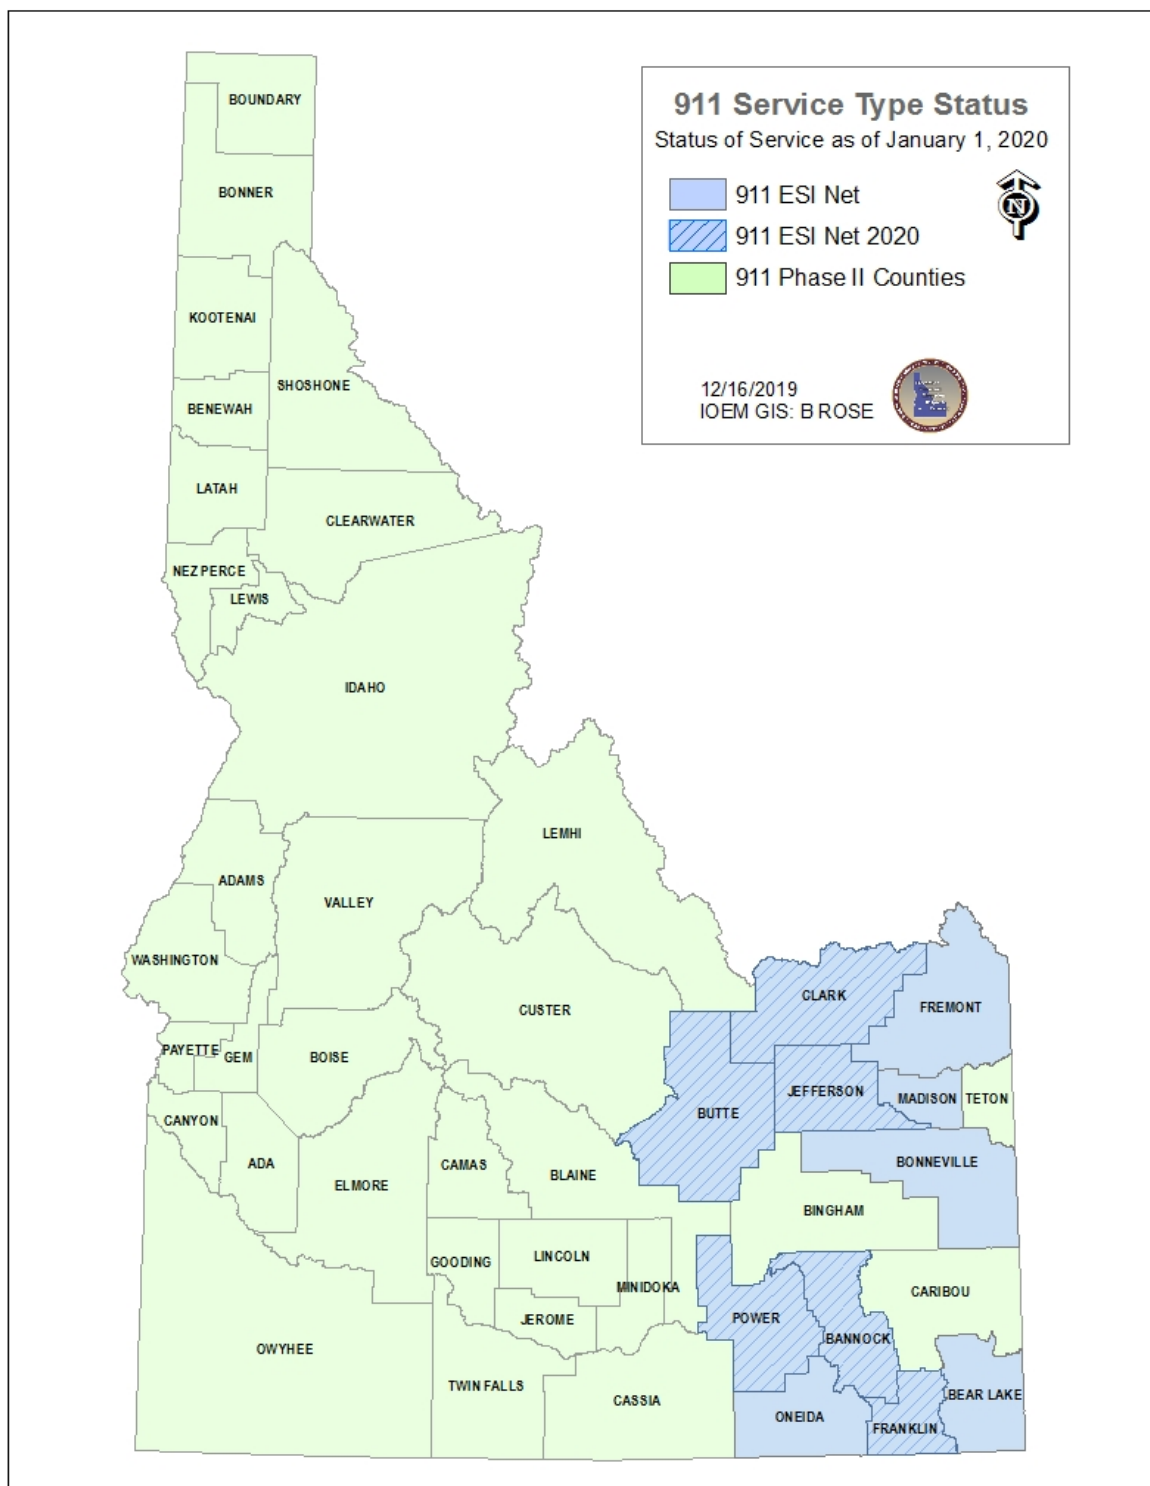 911 Service Type Status
Status of Service as of January 1, 2020
911 ESI Net
911 ESI Net 2020
911 Phase II Counties
N
12/16/2019
IOEM GIS: B ROSE
BOUNDARY
BONNER
KOOTENAI
SHOSHONE
BENEWAH
LATAH
CLEARWATER
NEZ PERCE
LEWIS
IDAHO
LEMHI
ADAMS
VALLEY
WASHINGTON
CUSTER
CLARK
FREMONT
PAYETTE
GEM
BOISE
JEFFERSON
MADISON
TETON
BUTTE
CANYON
ADA
CAMAS
BLAINE
BONNEVILLE
ELMORE
BINGHAM
GOODING
LINCOLN
MINIDOKA
CARIBOU
JEROME
POWER
BANNOCK
OWYHEE
TWIN FALLS
CASSIA
ONEIDA
FRANKLIN
BEAR LAKE